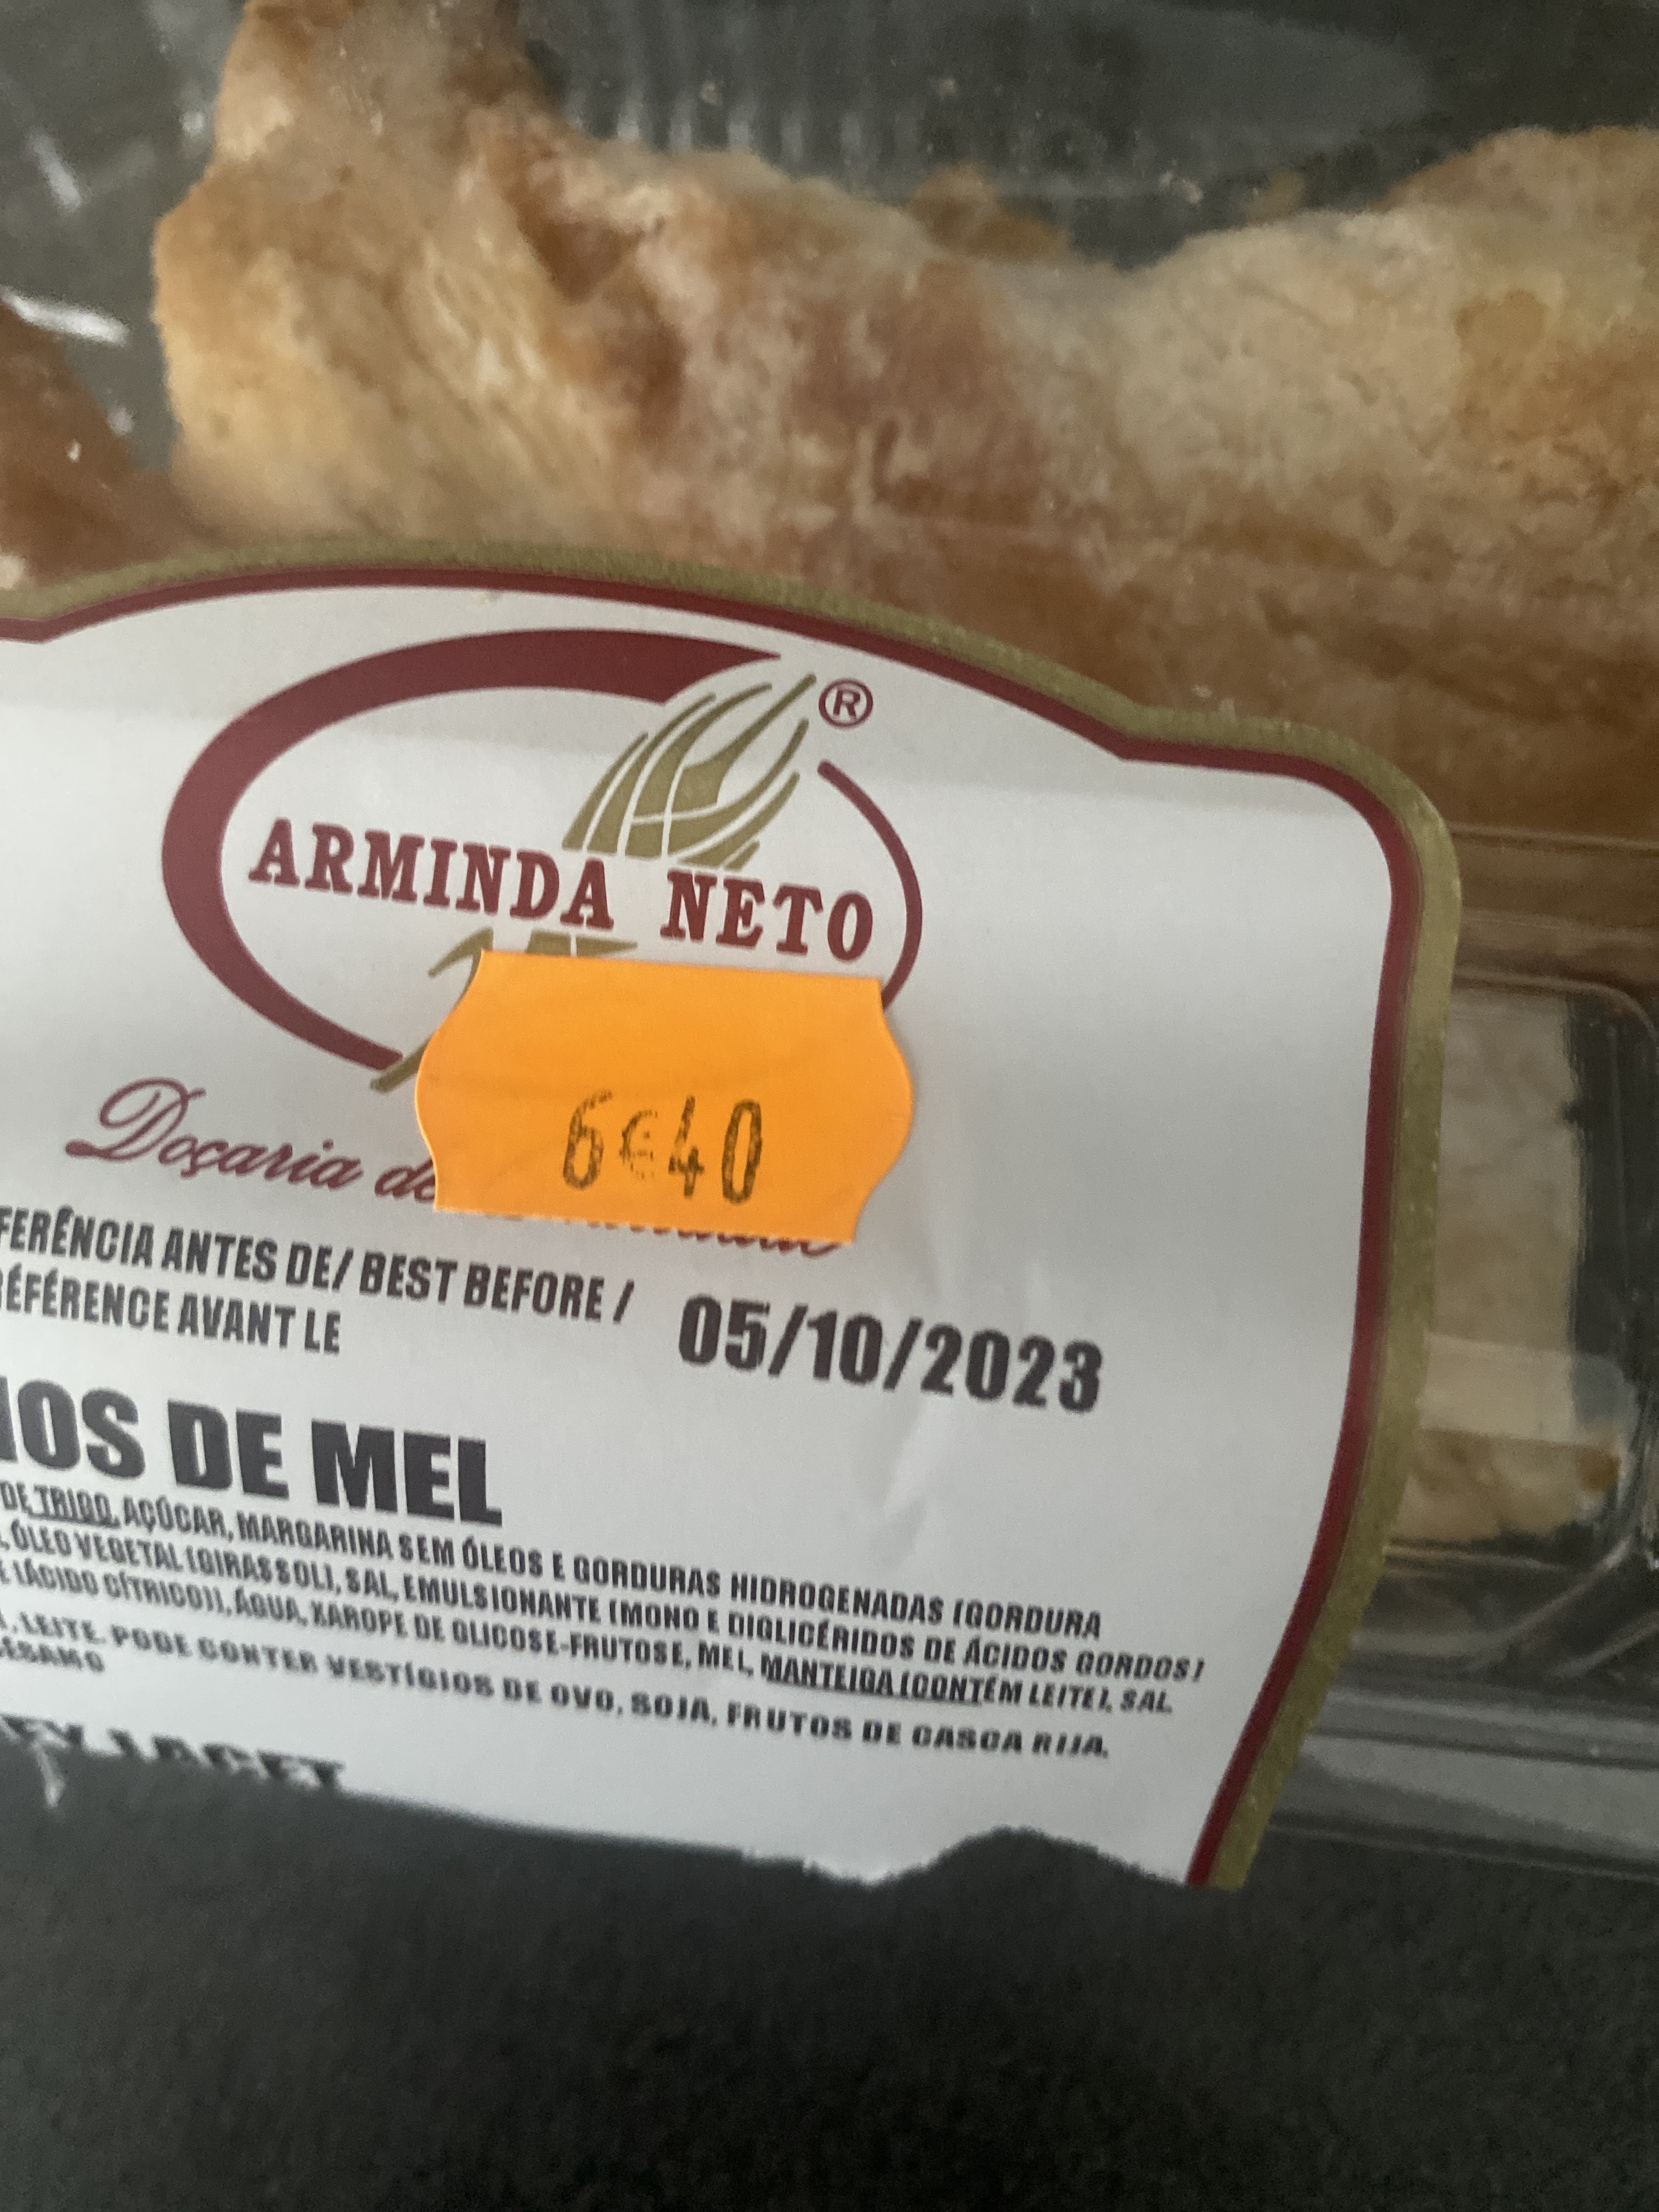 ®
ARMINDA NETO
6€40
Doçaria de
FERÊNCIA ANTES DE/ BEST BEFORE /
ÉFÉRENCE AVANT LE
05/10/2023
HOS DE MEL
DE TRIGO, AÇÚCAR, MARGARINA SEM ÓLEOS E GORDURAS HIDROGENADAS (GORDURA
, ÓLEO VEGETAL (GIRASSOL), SAL, EMULSIONANTE (MONO E DIGLICÉRIDOS DE ÁCIDOS GORDOS)
E (ÁCIDO CÍTRICO)), ÁGUA, XAROPE DE GLICOSE-FRUTOSE, MEL, MANTEIGA (CONTÉM LEITE), SAL
, LEITE. PODE CONTER VESTÍGIOS DE OVO, SOJA, FRUTOS DE CASCA RIJA,
ÉSAMO